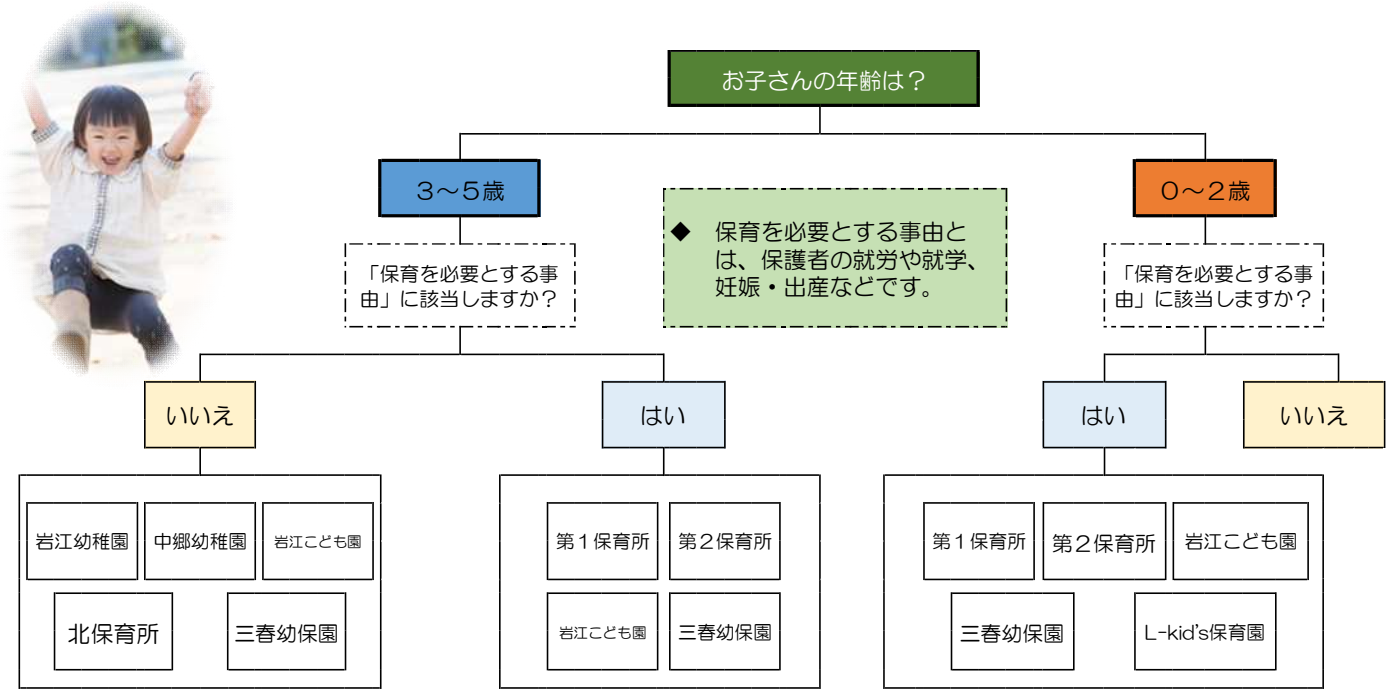 お子さんの年齢は？
３～５歳
０～２歳
◆ 保育を必要とする事由と
は、保護者の就労や就学、
妊娠・出産などです。
「保育を必要とする事
由」に該当しますか？
「保育を必要とする事
由」に該当しますか？
いいえ
はい
はい
いいえ
岩江幼稚園
中郷幼稚園
岩江こども園
北保育所
三春幼保園
第１保育所
第２保育所
岩江こども園
三春幼保園
第１保育所
第２保育所
岩江こども園
三春幼保園
L-kid's保育園